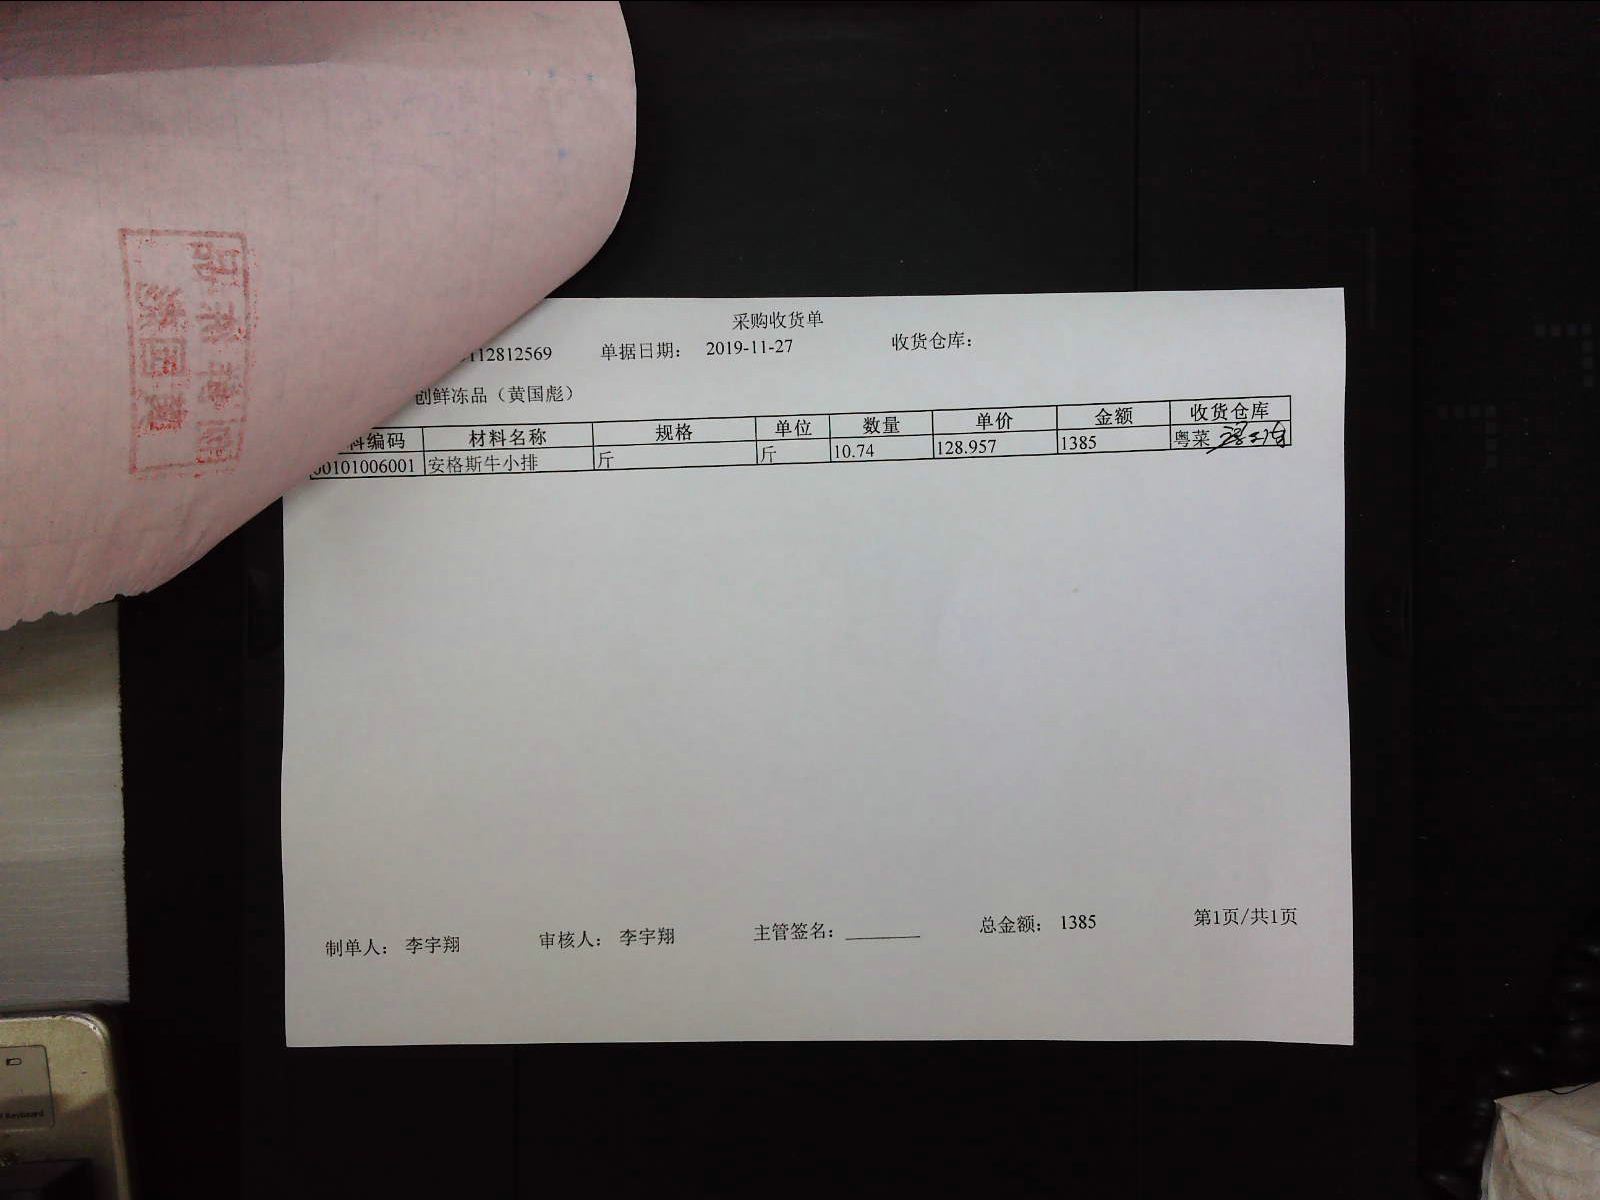 采购收货单
112812569 单据日期： 2019-11-27 收货仓库：
创鲜冻品（黄国彪）
料编码 材料名称 规格 单位 数量 单价 金额 收货仓库
00101006001 安格斯牛小排 斤 斤 10.74 128.957 1385 粤菜
制单人： 李宇翔 审核人： 李宇翔 主管签名： 总金额： 1385 第1页/共1页